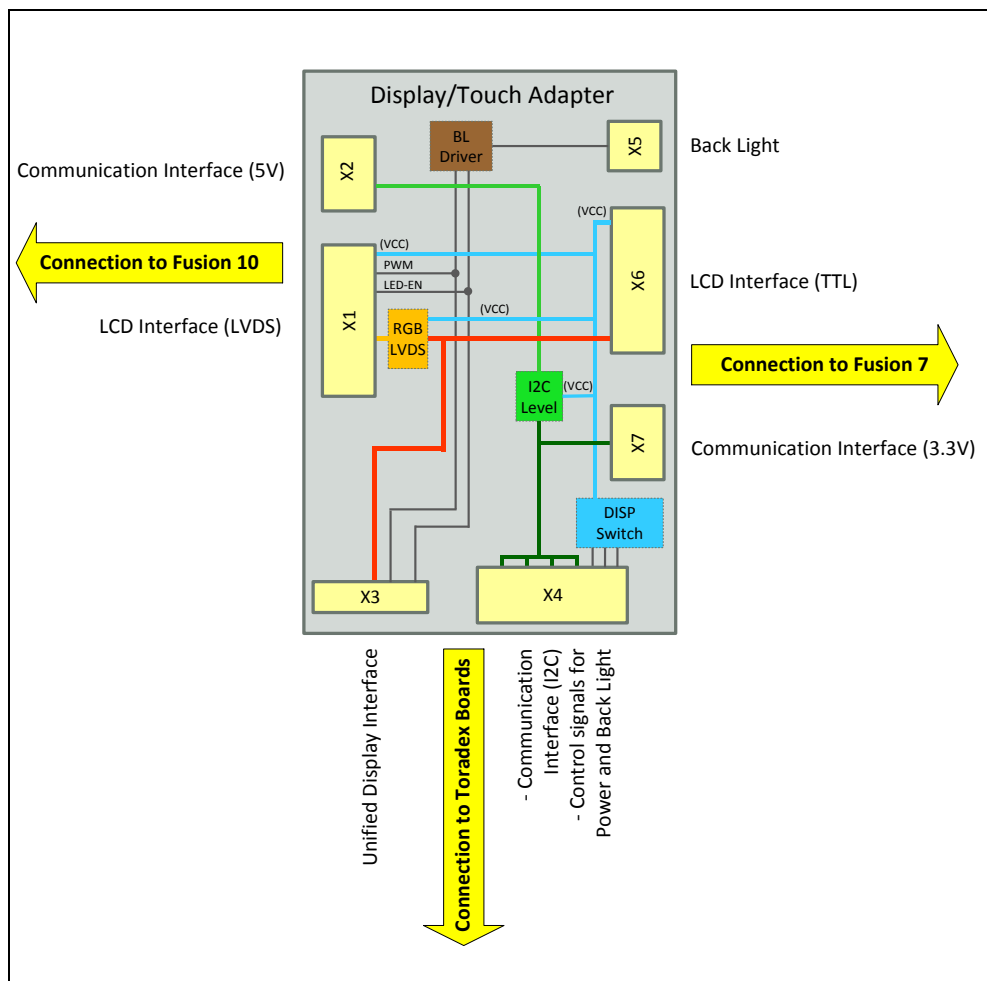 Display/Touch Adapter
BL
Driver
X5
Back Light
X2
Communication Interface (5V)
(VCC)
(VCC)
Connection to Fusion 10
PWM
LED-EN
X1
X6
LCD Interface (TTL)
LCD Interface (LVDS)
(VCC)
RGB
LVDS
Connection to Fusion 7
I2C
Level
(VCC)
X7
Communication Interface (3.3V)
DISP
Switch
X3
X4
Unified Display Interface
Connection to Toradex Boards
- Communication
Interface (I2C)
- Control signals for
Power and Back Light